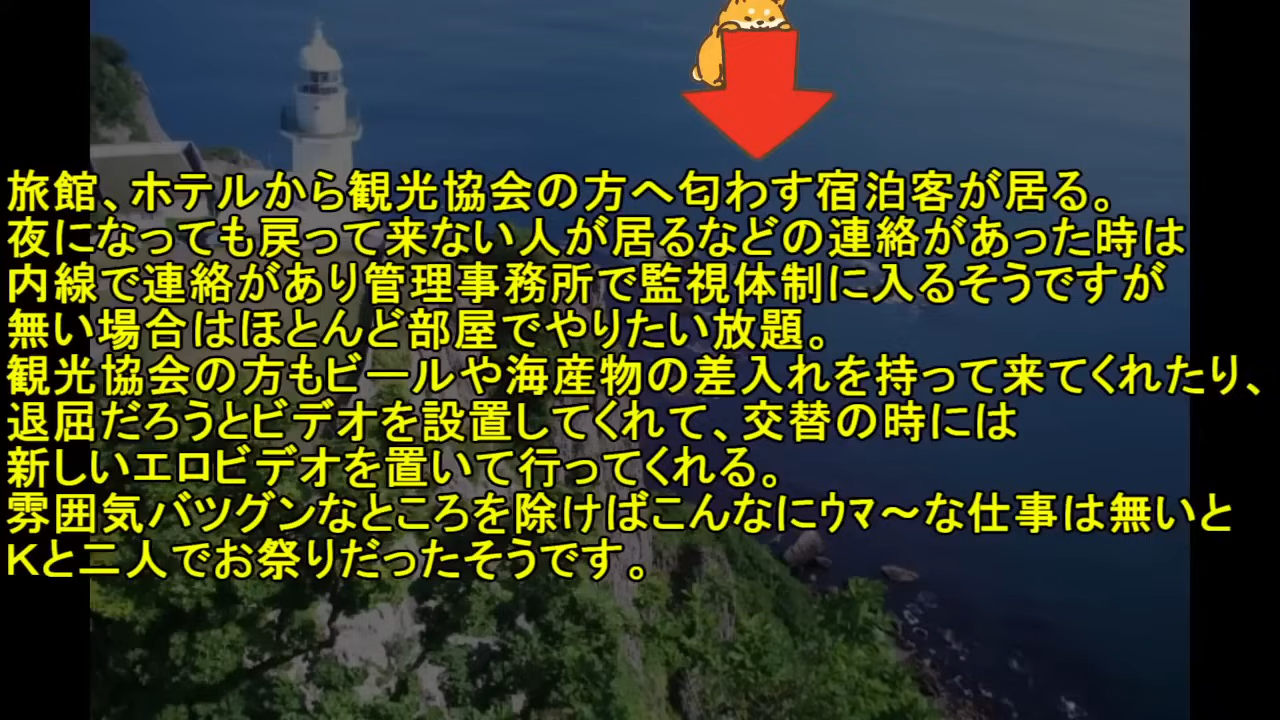 旅館、ホテルから観光協会の方へ匂わす宿泊客が居る。
夜になっても戻って来ない人が居るなどの連絡があった時は
内線で連絡があり管理事務所で監視体制に入るそうですが
無い場合はほとんど部屋でやりたい放題。
観光協会の方もビールや海産物の差入れを持って来てくれたり、
退屈だろうとビデオを設置してくれて、交替の時には
新しいエロビデオを置いて行ってくれる。
雰囲気バツグンなところを除けばこんなにウマ～な仕事は無いと
Kと二人でお祭りだったそうです。